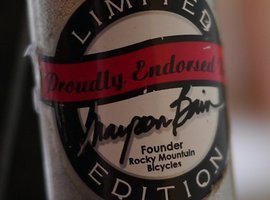 LIMITED
Proudly Endorsed
Grayson Bain
Founder
Rocky Mountain
Bicycles
EDITION